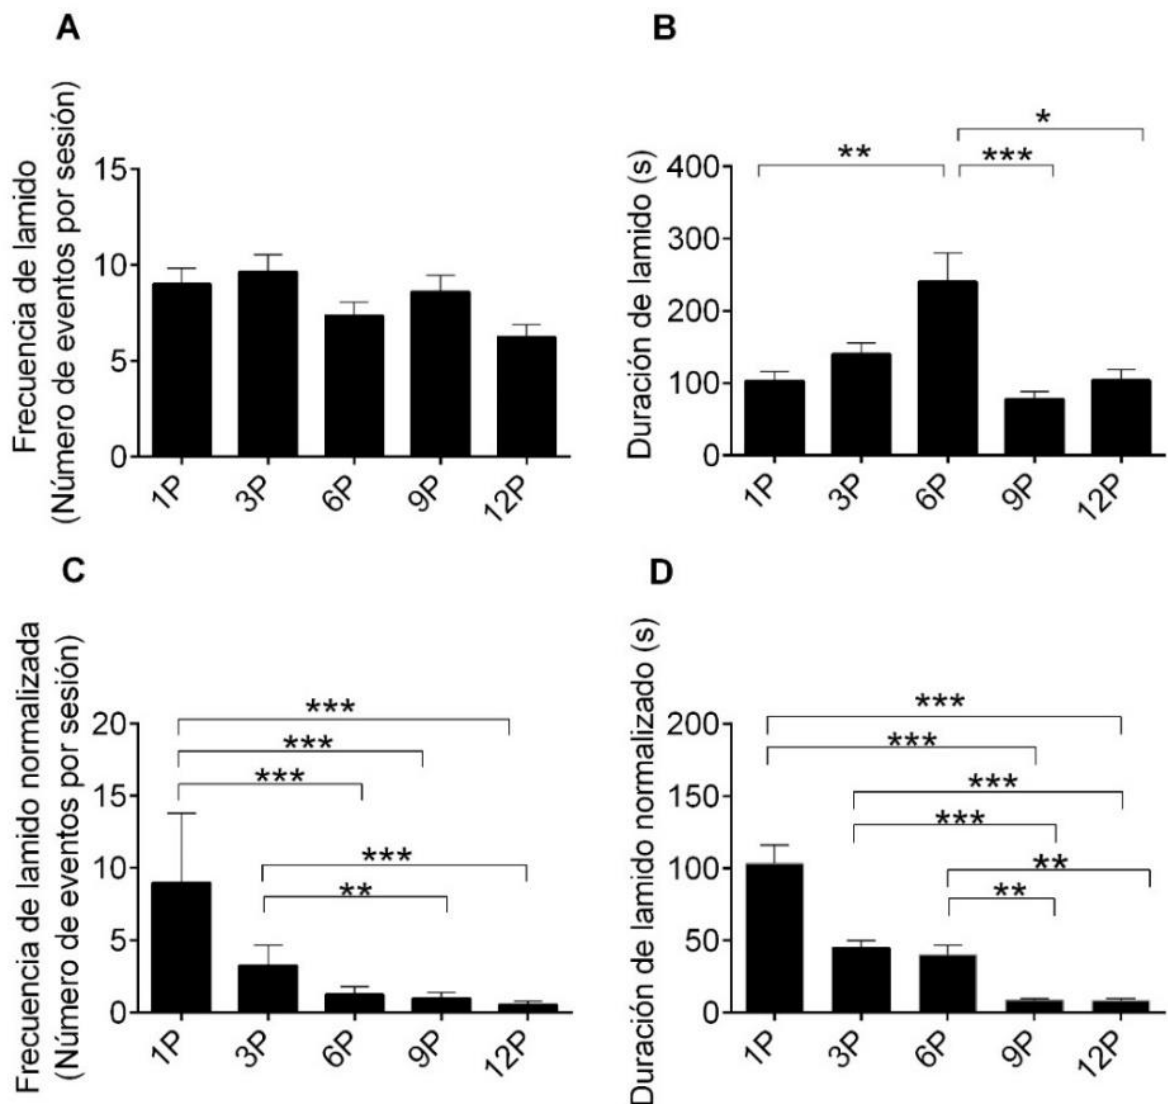 A
Frecuencia de lamido
(Número de eventos por sesión)
15
10
5
0
1P
3P
6P
9P
12P
B
Duración de lamido (s)
*
**
***
400
300
200
100
0
1P
3P
6P
9P
12P
C
Frecuencia de lamido normalizada
(Número de eventos por sesión)
***
***
***
***
**
20
15
10
5
0
1P
3P
6P
9P
12P
D
Duración de lamido normalizado (s)
***
***
***
***
**
**
200
150
100
50
0
1P
3P
6P
9P
12P